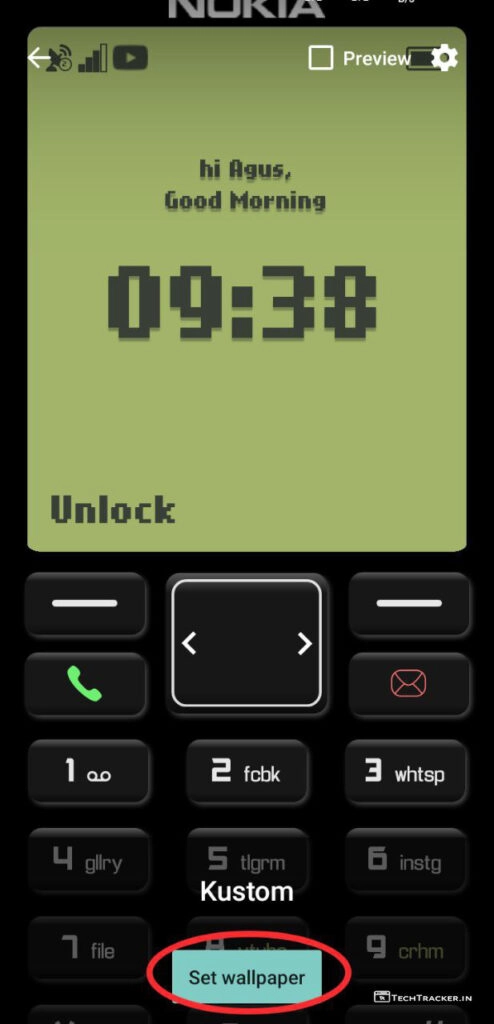 NOKIA
Preview
hi Agus,
Good Morning
09:38
Unlock
1
2 fcbk
3 whtsp
4 gllry
5 tlgrm
6 instg
Kustom
7 file
9 crhm
Set wallpaper
TECHTRACKER.IN